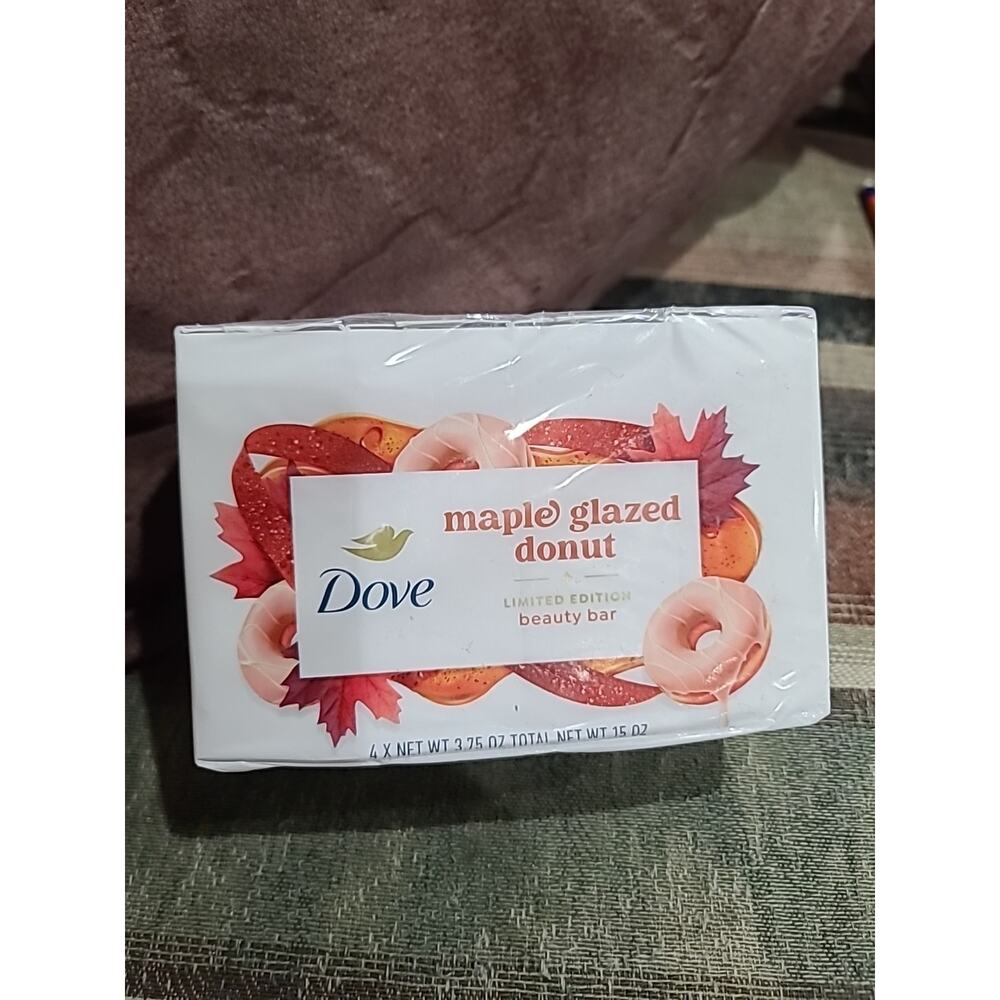 maple glazed
donut
Dove
LIMITED EDITION
beauty bar
4 X NET WT 3.75 OZ TOTAL NET WT 15 OZ